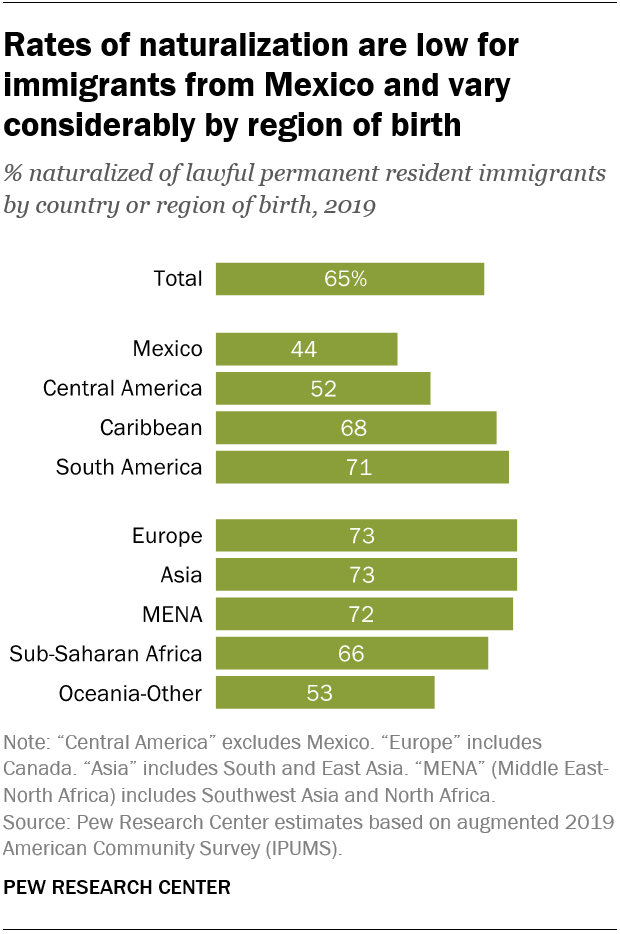 Rates of naturalization are low for
immigrants from Mexico and vary
considerably by region of birth
% naturalized of lawful permanent resident immigrants
by country or region of birth, 2019
Total 65%
Mexico 44
Central America 52
Caribbean 68
South America 71
Europe 73
Asia 73
MENA 72
Sub-Saharan Africa 66
Oceania-Other 53
Note: “Central America” excludes Mexico. “Europe” includes
Canada. “Asia” includes South and East Asia. “MENA” (Middle East-
North Africa) includes Southwest Asia and North Africa.
Source: Pew Research Center estimates based on augmented 2019
American Community Survey (IPUMS).
PEW RESEARCH CENTER